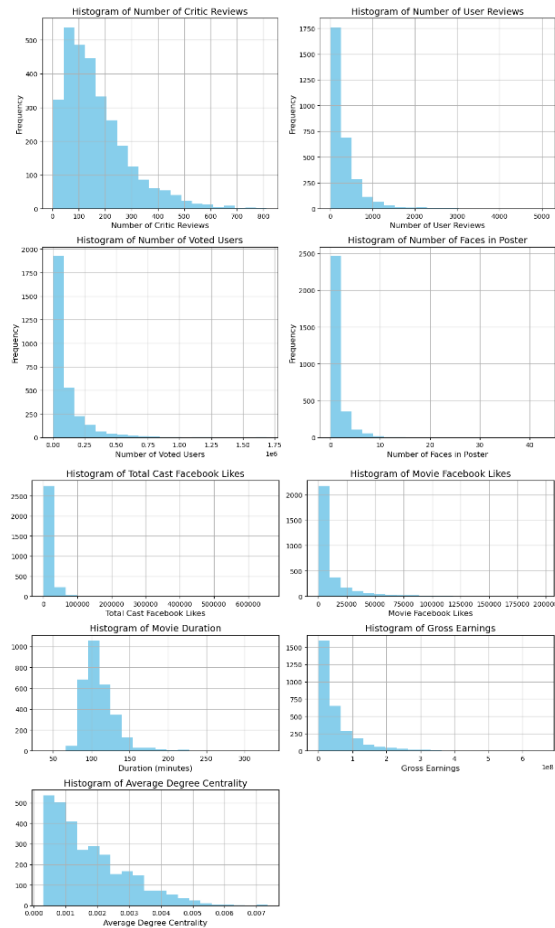 Histogram of Number of Critic Reviews
500
400
300
200
100
0
Frequency
0 100 200 300 400 500 600 700 800
Number of Critic Reviews
Histogram of Number of User Reviews
1750
1500
1250
1000
750
500
250
0
Frequency
0 1000 2000 3000 4000 5000
Number of User Reviews
Histogram of Number of Voted Users
2000
1750
1500
1250
1000
750
500
250
0
Frequency
0.00 0.25 0.50 0.75 1.00 1.25 1.50 1.75
1e6
Number of Voted Users
Histogram of Number of Faces in Poster
2500
2000
1500
1000
500
0
Frequency
0 10 20 30 40
Number of Faces in Poster
Histogram of Total Cast Facebook Likes
2500
2000
1500
1000
500
0
0 100000 200000 300000 400000 500000 600000
Total Cast Facebook Likes
Histogram of Movie Facebook Likes
2000
1500
1000
500
0
0 25000 50000 75000 100000 125000 150000 175000 200000
Movie Facebook Likes
Histogram of Movie Duration
1000
800
600
400
200
0
50 100 150 200 250 300
Duration (minutes)
Histogram of Gross Earnings
1500
1250
1000
750
500
250
0
0 1 2 3 4 5 6
1e8
Gross Earnings
Histogram of Average Degree Centrality
500
400
300
200
100
0
0.000 0.001 0.002 0.003 0.004 0.005 0.006 0.007
Average Degree Centrality